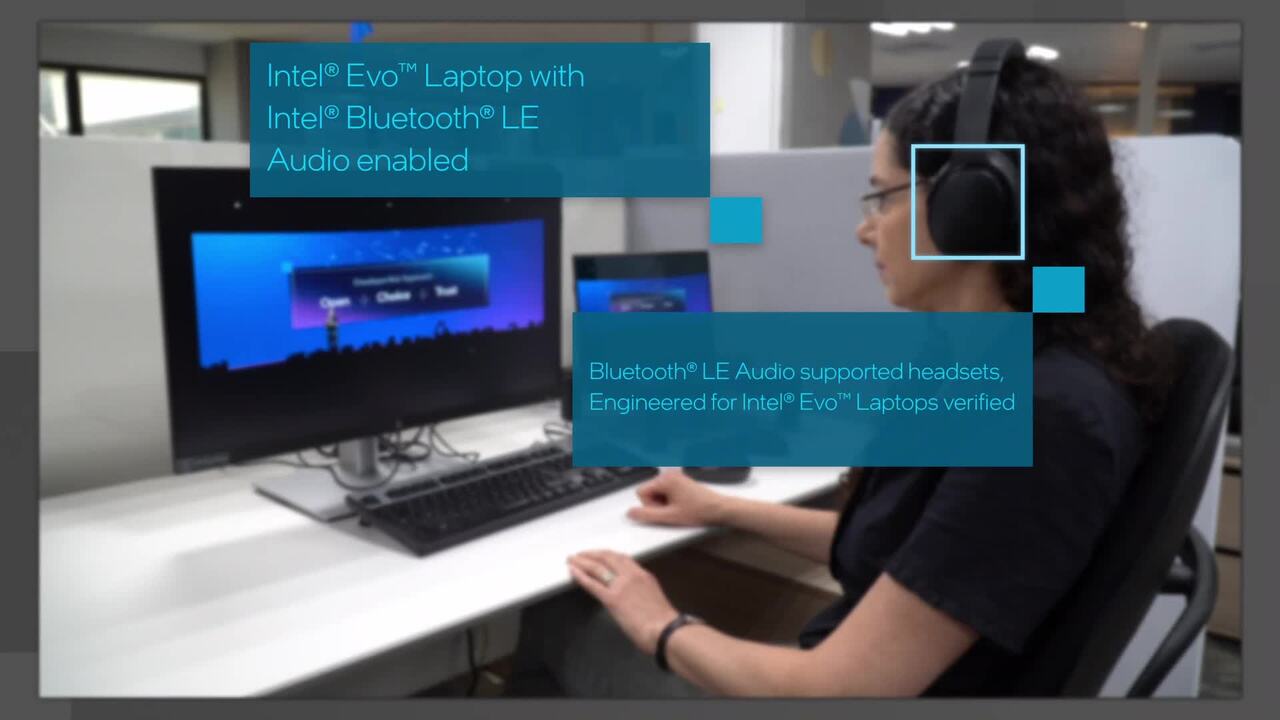 Intel® Evo™ Laptop with
Intel® Bluetooth® LE
Audio enabled
Open Choice Trust
Bluetooth® LE Audio supported headsets,
Engineered for Intel® Evo™ Laptops verified